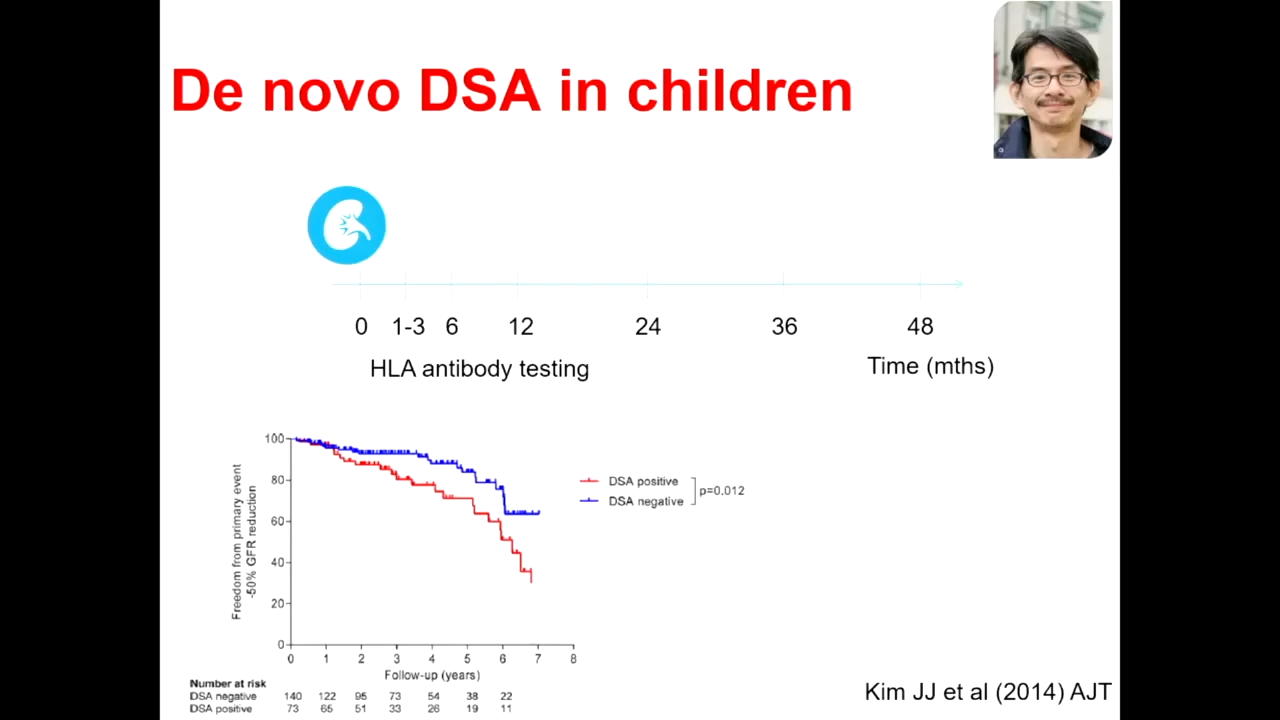 De novo DSA in children
0 1-3 6 12 24 36 48
HLA antibody testing
Time (mths)
Freedom from primary event
-50% GFR reduction
100
80
60
40
20
0
0 1 2 3 4 5 6 7 8
Follow-up (years)
DSA positive
DSA negative
p=0.012
Number at risk
DSA negative 140 122 95 73 54 38 22
DSA positive 73 65 51 33 26 19 11
Kim JJ et al (2014) AJT